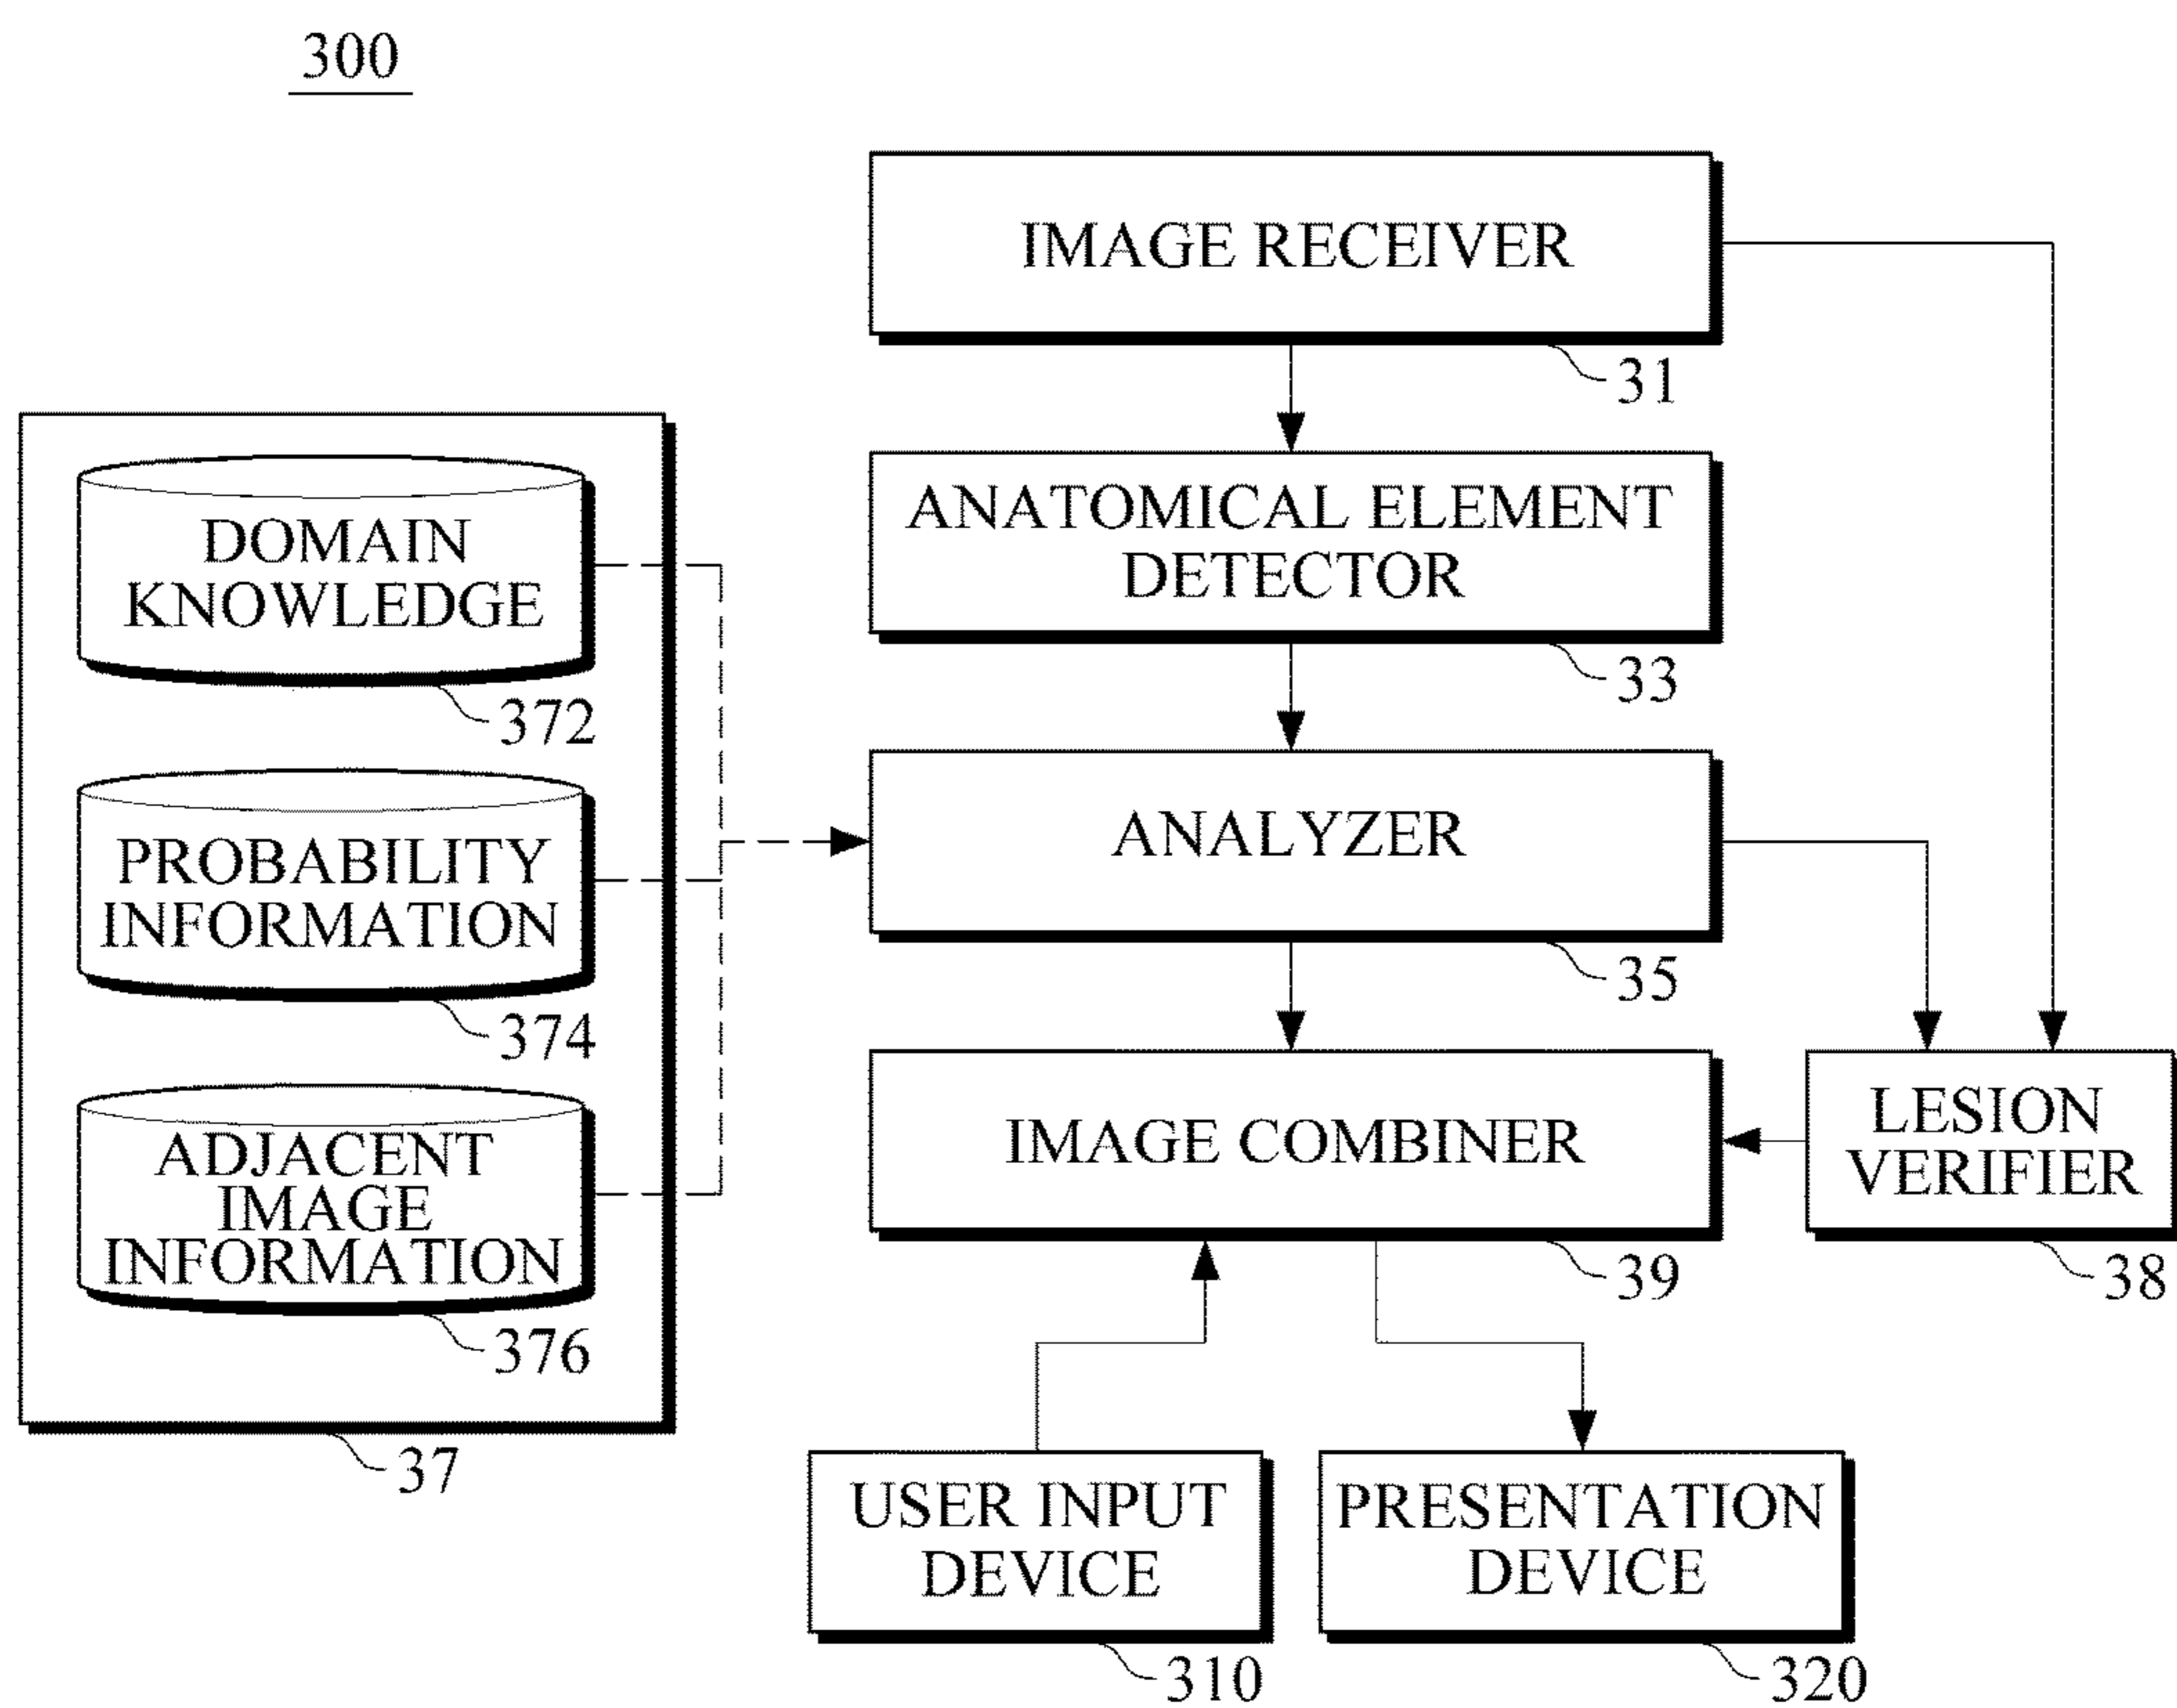 300
IMAGE RECEIVER
31
ANATOMICAL ELEMENT
DETECTOR
33
DOMAIN
KNOWLEDGE
372
PROBABILITY
INFORMATION
374
ADJACENT
IMAGE
INFORMATION
376
37
ANALYZER
35
IMAGE COMBINER
39
LESION
VERIFIER
38
USER INPUT
DEVICE
310
PRESENTATION
DEVICE
320